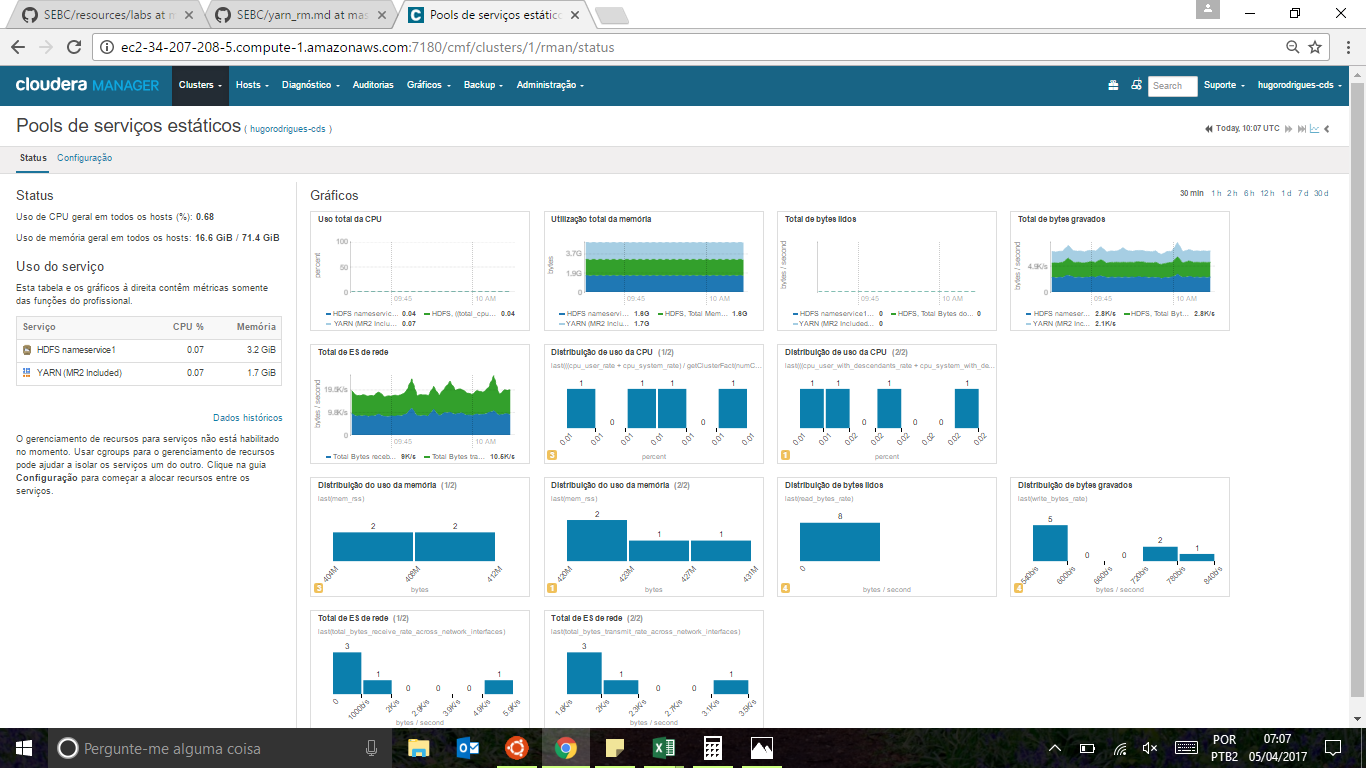 SEBC/resources/labs at m
SEBC/yarn_rm.md at mas
Pools de serviços estátic
ec2-34-207-208-5.compute-1.amazonaws.com:7180/cmf/clusters/1/rman/status
cloudera MANAGER
Clusters
Hosts
Diagnóstico
Auditorias
Gráficos
Backup
Administração
Search
Suporte
hugorodrigues-cds
Pools de serviços estáticos ( hugorodrigues-cds )
Today, 10:07 UTC
Status
Configuração
Status
Uso de CPU geral em todos os hosts (%): 0.68
Uso de memória geral em todos os hosts: 16.6 GiB / 71.4 GiB
Uso do serviço
Esta tabela e os gráficos à direita contêm métricas somente
das funções do profissional.
Serviço CPU % Memória
HDFS nameservice1 0.07 3.2 GiB
YARN (MR2 Included) 0.07 1.7 GiB
Dados históricos
O gerenciamento de recursos para serviços não está habilitado
no momento. Usar cgroups para o gerenciamento de recursos
pode ajudar a isolar os serviços um do outro. Clique na guia
Configuração para começar a alocar recursos entre os
serviços.
Gráficos
30 min 1 h 2 h 6 h 12 h 1 d 7 d 30 d
Uso total da CPU
percent
100
50
0
09:45 10 AM
HDFS nameservic... 0.04 HDFS, ((total_cpu... 0.04
YARN (MR2 Inclu... 0.07
Utilização total da memória
bytes
3.7G
1.9G
0
09:45 10 AM
HDFS nameservi... 1.6G HDFS, Total Mem... 1.6G
YARN (MR2 Inclu... 1.7G
Total de bytes lidos
bytes / second
09:45 10 AM
HDFS nameservice1... 0 HDFS, Total Bytes do... 0
YARN (MR2 Included... 0
Total de bytes gravados
bytes / second
4.9K/s
0
09:45 10 AM
HDFS nameser... 2.8K/s HDFS, Total Byt... 2.8K/s
YARN (MR2 Incl... 2.1K/s
Total de ES de rede
bytes / second
19.5K/s
9.8K/s
0
09:45 10 AM
Total Bytes receb... 9K/s Total Bytes tra... 10.5K/s
Distribuição de uso da CPU (1/2)
last(((cpu_user_rate + cpu_system_rate) / getClusterFact(numC...
1 0 1 1 0 1
0.01 0.01 0.01 0.01 0.01 0.01 0.01
3
percent
Distribuição de uso da CPU (2/2)
last(((cpu_user_with_descendants_rate + cpu_system_with_de...
1 1 0 1 0 0 1
0.01 0.01 0.02 0.02 0.02 0.02 0.02 0.02
1
percent
Distribuição do uso da memória (1/2)
last(mem_rss)
2 2
404M 408M 412M
3
bytes
Distribuição do uso da memória (2/2)
last(mem_rss)
2 1 1
420M 423M 427M 431M
1
bytes
Distribuição de bytes lidos
last(read_bytes_rate)
8
0
4
bytes / second
Distribuição de bytes gravados
last(write_bytes_rate)
5 0 0 2 1
540b/s 600b/s 660b/s 720b/s 780b/s 840b/s
4
bytes / second
Total de ES de rede (1/2)
last(total_bytes_receive_rate_across_network_interfaces)
3 1 0 0 1
0 1000b/s 2K/s 2.9K/s 3.9K/s 4.9K/s 5.9K/s
bytes / second
Total de ES de rede (2/2)
last(total_bytes_transmit_rate_across_network_interfaces)
3 1 0 0 1
1.6K/s 2K/s 2.3K/s 2.7K/s 3.1K/s 3.5K/s
bytes / second
Pergunte-me alguma coisa
POR
PTB2
07:07
05/04/2017